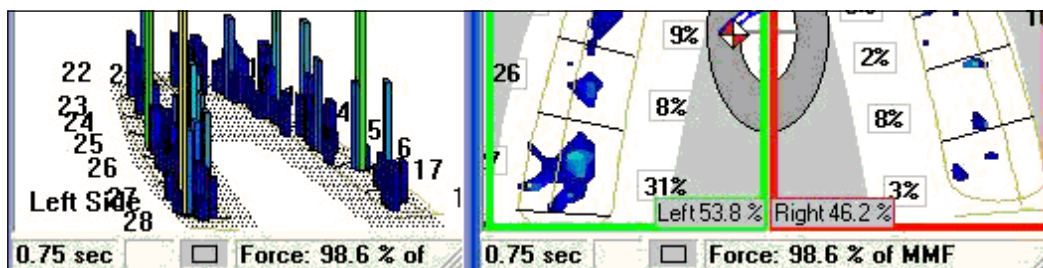 22 2
23
24
25
26
27
28
Left Side
4
5
6
17
1
0.75 sec
Force: 98.6 % of
26
9%
8%
31%
Left 53.8 %
Right 46.2 %
2%
8%
3%
0.75 sec
Force: 98.6 % of MMF